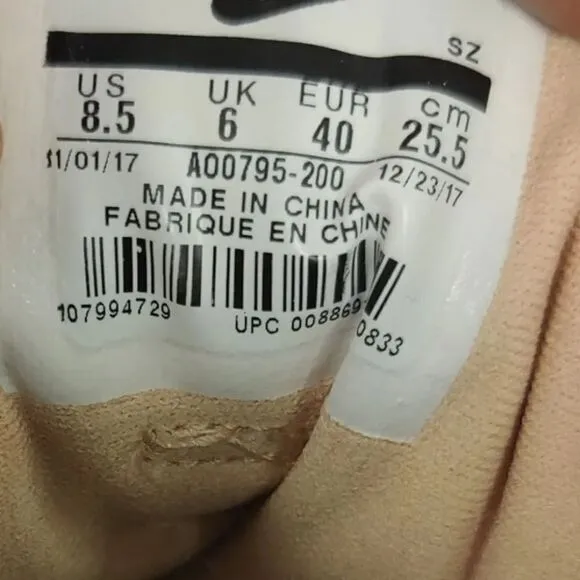 SZ
US UK EUR cm
8.5 6 40 25.5
11/01/17 AO0795-200 12/23/17
MADE IN CHINA
FABRIQUE EN CHINE
107994729 UPC 00886 0833